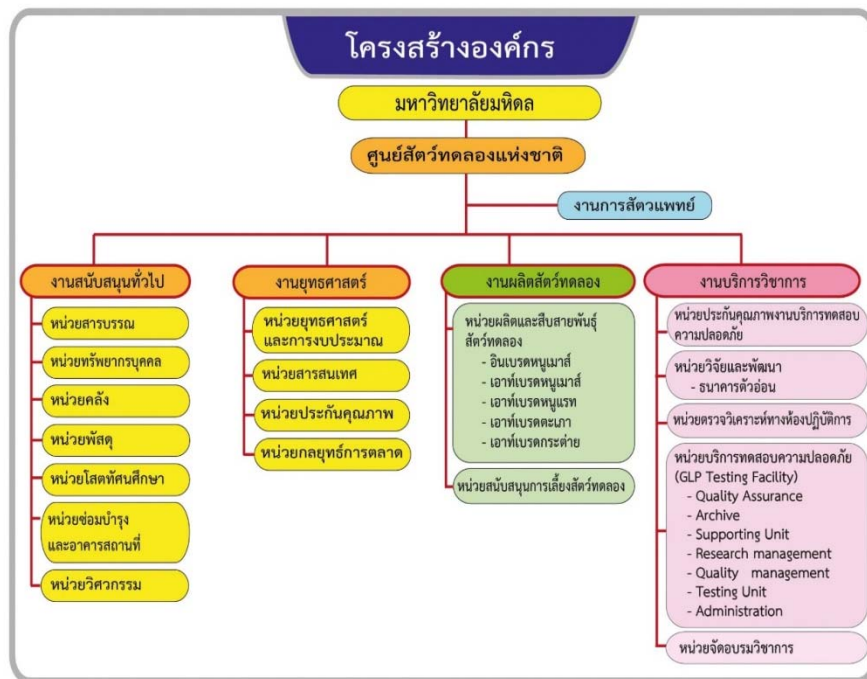 โครงสร้างองค์กร
มหาวิทยาลัยมหิดล
ศูนย์สัตว์ทดลองแห่งชาติ
งานการสัตวแพทย์
งานสนับสนุนทั่วไป
หน่วยสารบรรณ
หน่วยทรัพยากรบุคคล
หน่วยคลัง
หน่วยพัสดุ
หน่วยโสตทัศนศึกษา
หน่วยซ่อมบำรุง
และอาคารสถานที่
หน่วยวิศวกรรม
งานยุทธศาสตร์
หน่วยยุทธศาสตร์
และการงบประมาณ
หน่วยสารสนเทศ
หน่วยประกันคุณภาพ
หน่วยกลยุทธ์การตลาด
งานผลิตสัตว์ทดลอง
หน่วยผลิตและสืบสายพันธุ์
สัตว์ทดลอง
- อินเบรดหนูเมาส์
- เอาท์เบรดหนูเมาส์
- เอาท์เบรดหนูแรท
- เอาท์เบรดตะเภา
- เอาท์เบรดกระต่าย
หน่วยสนับสนุนการเลี้ยงสัตว์ทดลอง
งานบริการวิชาการ
หน่วยประกันคุณภาพงานบริการทดสอบ
ความปลอดภัย
หน่วยวิจัยและพัฒนา
- ธนาคารตัวอ่อน
หน่วยตรวจวิเคราะห์ทางห้องปฏิบัติการ
หน่วยบริการทดสอบความปลอดภัย
(GLP Testing Facility)
- Quality Assurance
- Archive
- Supporting Unit
- Research management
- Quality management
- Testing Unit
- Administration
หน่วยจัดอบรมวิชาการ